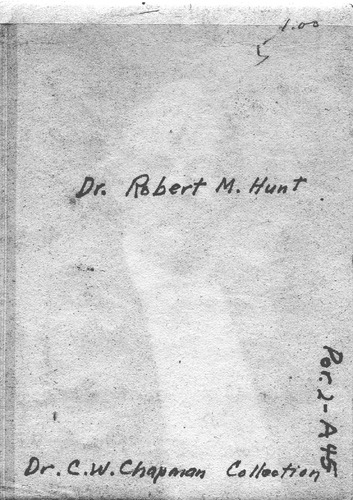 1.00
Dr. Robert M. Hunt
Por. 2-A45
Dr. C.W. Chapman Collection